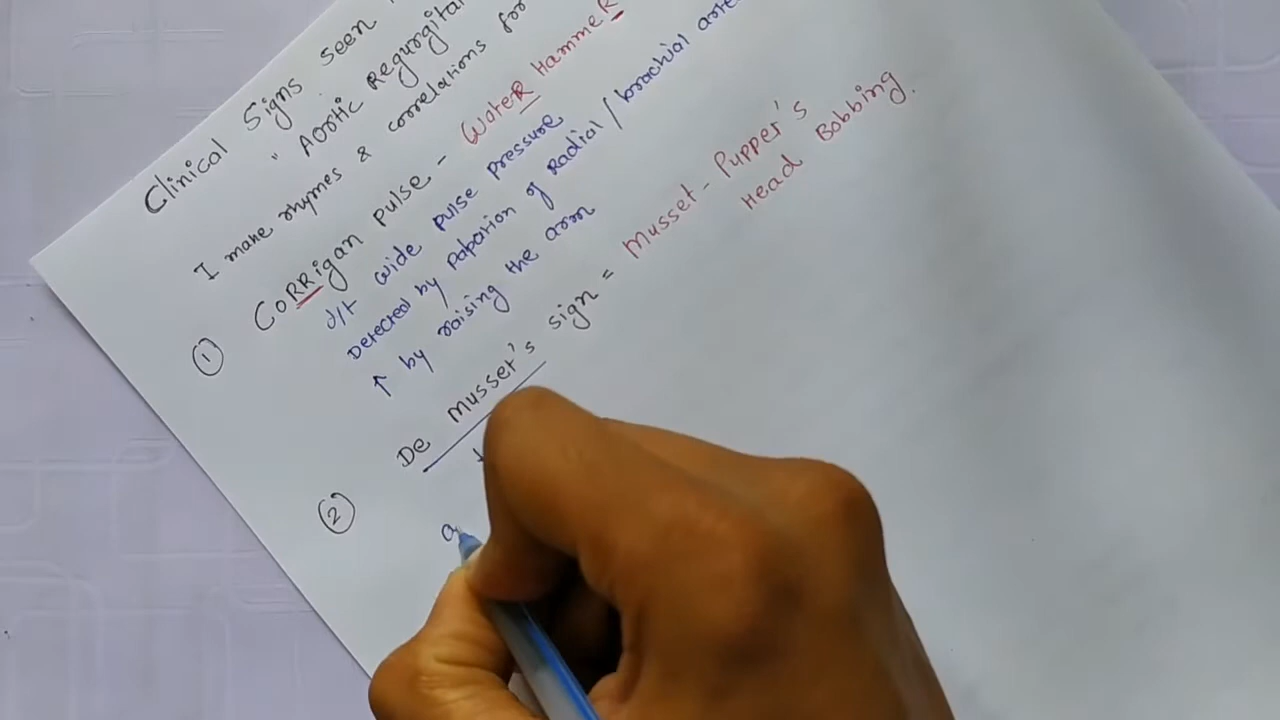 Clinical Signs seen
" Aortic Regurgita
I make rhymes & correlations for
① CoRRigan pulse - WateR HammeR
d/t wide pulse pressure
Detected by palpation of Radial / brachial arte
↑ by raising the arm
② De Musset's sign = Musset - Pupper's
Head Bobbing.